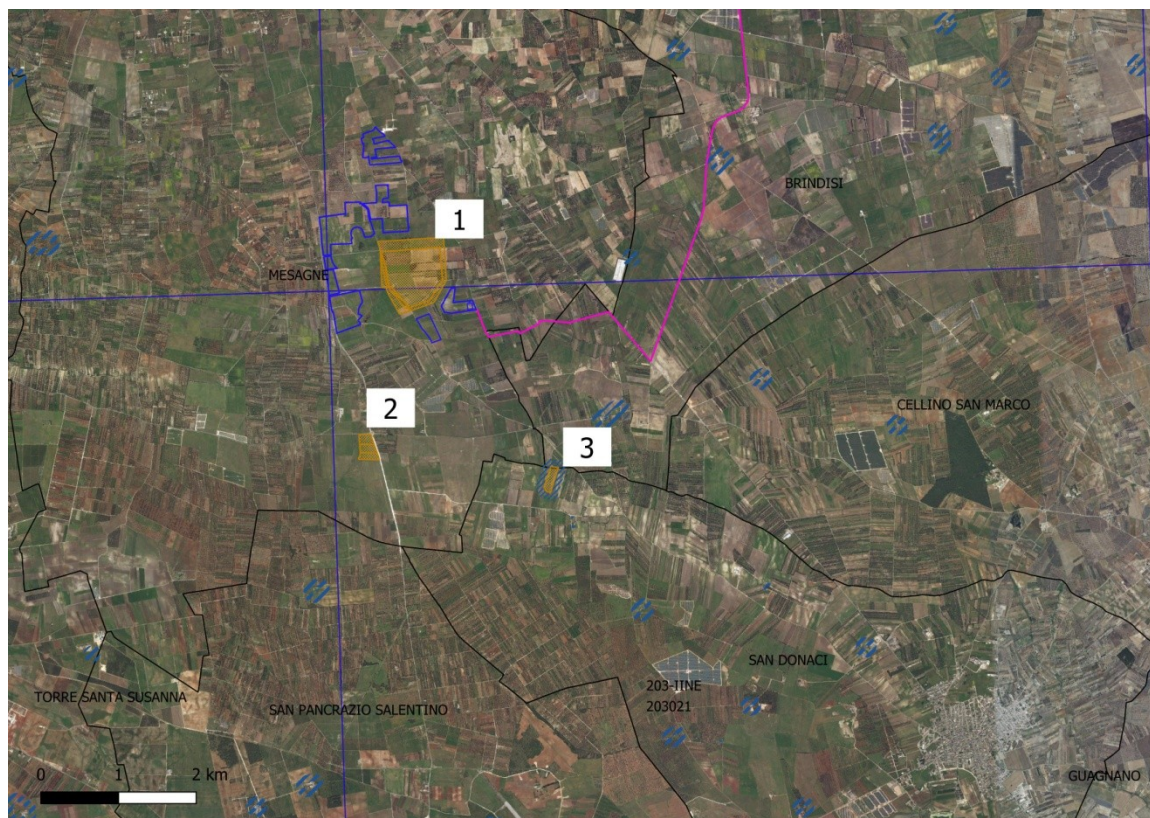 BRINDISI
1
MESAGNE
2
CELLINO SAN MARCO
3
SAN DONACI
203-IINE
203021
TORRE SANTA SUSANNA
SAN PANCRAZIO SALENTINO
GUAGNANO
0 1 2 km